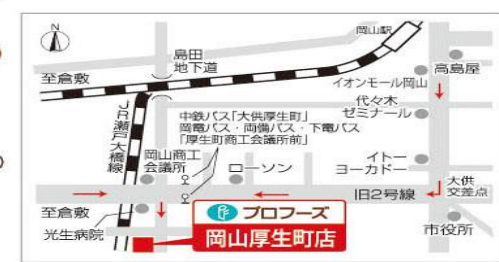 N
岡山駅
島田
地下道
至倉敷
高島屋
イオンモール岡山
代々木
ゼミナール
JR瀬戸大橋線
中鉄バス「大供厚生町」
岡電バス・両備バス・下電バス
「厚生町商工会議所前」
岡山商工
会議所
ローソン
イトー
ヨーカドー
大供
交差点
旧2号線
至倉敷
光生病院
プロフーズ
岡山厚生町店
市役所